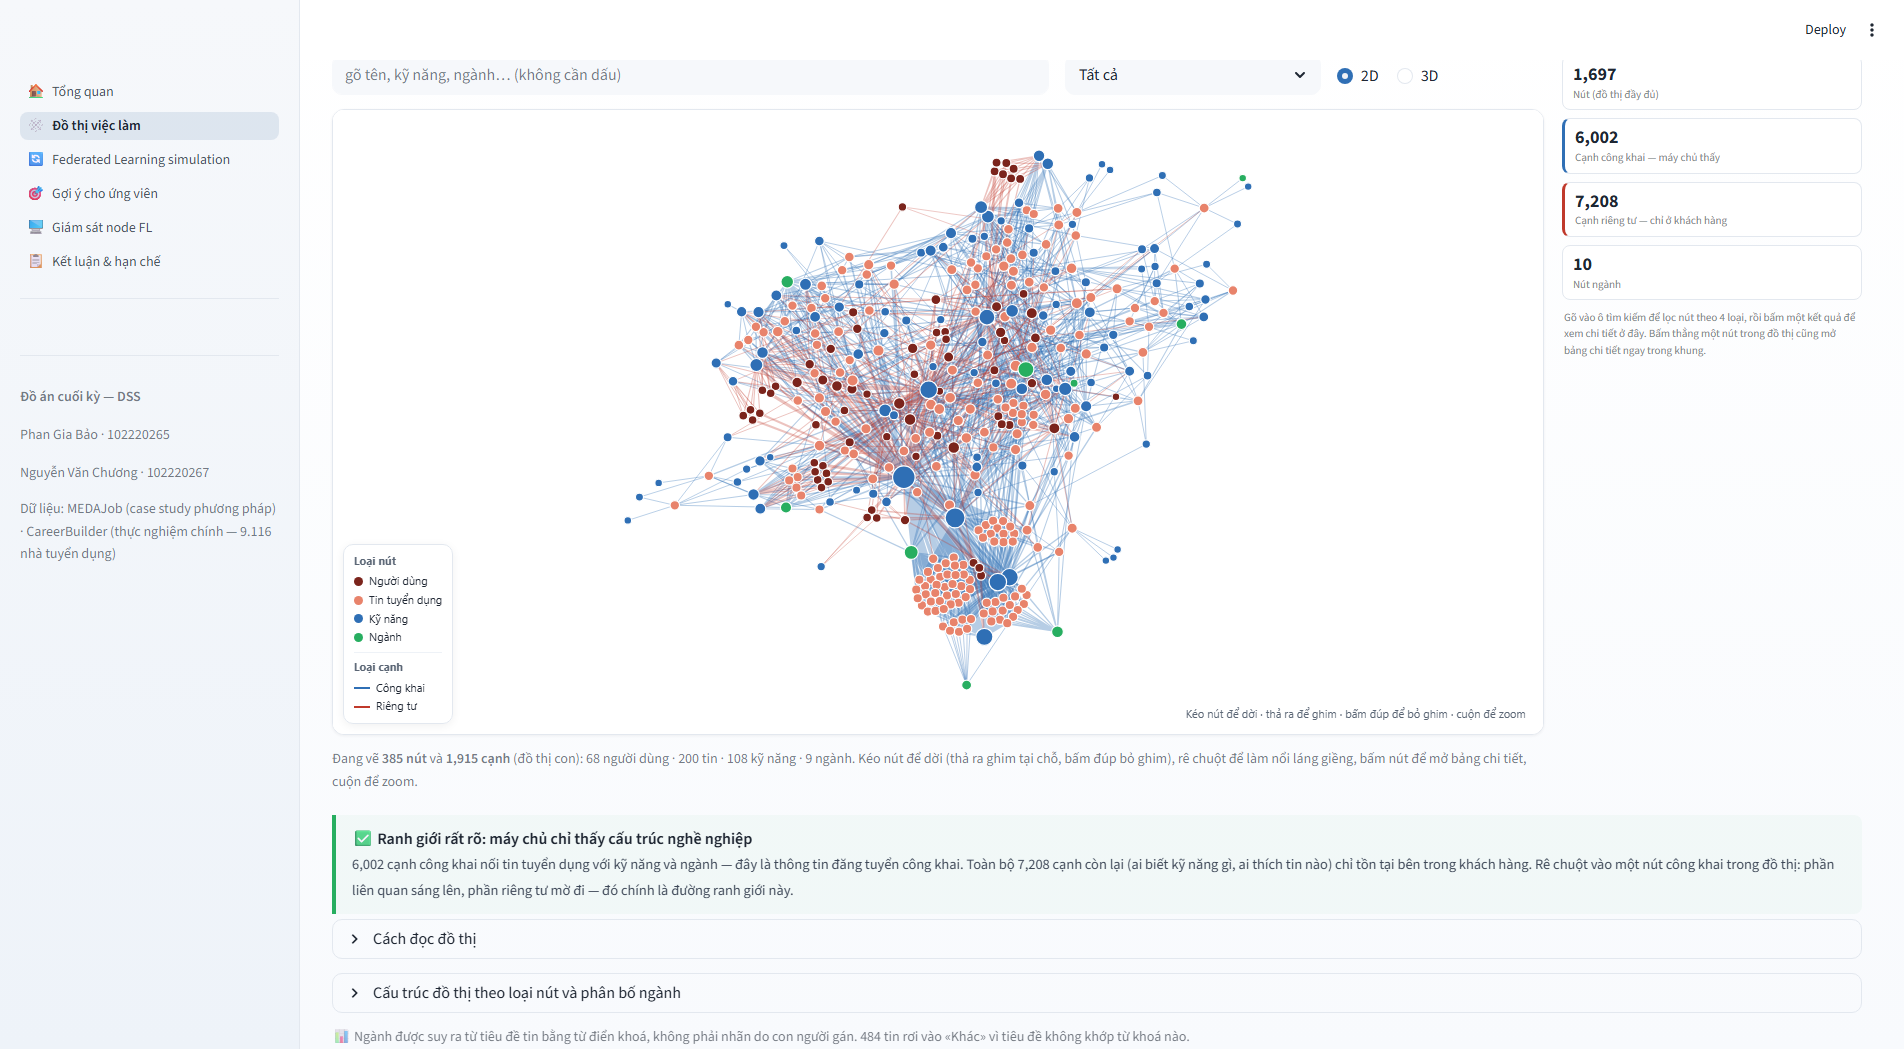 Deploy
Tổng quan
Đồ thị việc làm
Federated Learning simulation
Gợi ý cho ứng viên
Giám sát node FL
Kết luận & hạn chế
Đồ án cuối kỳ — DSS
Phan Gia Bảo · 102220265
Nguyễn Văn Chương · 102220267
Dữ liệu: MEDAJob (case study phương pháp)
· CareerBuilder (thực nghiệm chính — 9.116
nhà tuyển dụng)
gõ tên, kỹ năng, ngành… (không cần dấu)
Tất cả
2D
3D
Loại nút
Người dùng
Tin tuyển dụng
Kỹ năng
Ngành
Loại cạnh
Công khai
Riêng tư
Kéo nút để dời · thả ra để ghim · bấm đúp để bỏ ghim · cuộn để zoom
1,697
Nút (đồ thị đầy đủ)
6,002
Cạnh công khai — máy chủ thấy
7,208
Cạnh riêng tư — chỉ ở khách hàng
10
Nút ngành
Gõ vào ô tìm kiếm để lọc nút theo 4 loại, rồi bấm một kết quả để
xem chi tiết ở đây. Bấm thẳng một nút trong đồ thị cũng mở
bảng chi tiết ngay trong khung.
Đang vẽ 385 nút và 1,915 cạnh (đồ thị con): 68 người dùng · 200 tin · 108 kỹ năng · 9 ngành. Kéo nút để dời (thả ra ghim tại chỗ, bấm đúp bỏ ghim), rê chuột để làm nổi láng giềng, bấm nút để mở bảng chi tiết,
cuộn để zoom.
Ranh giới rất rõ: máy chủ chỉ thấy cấu trúc nghề nghiệp
6,002 cạnh công khai nối tin tuyển dụng với kỹ năng và ngành — đây là thông tin đăng tuyển công khai. Toàn bộ 7,208 cạnh còn lại (ai biết kỹ năng gì, ai thích tin nào) chỉ tồn tại bên trong khách hàng. Rê chuột vào một nút công khai trong đồ thị: phần
liên quan sáng lên, phần riêng tư mờ đi — đó chính là đường ranh giới này.
Cách đọc đồ thị
Cấu trúc đồ thị theo loại nút và phân bố ngành
Ngành được suy ra từ tiêu đề tin bằng từ điển khoá, không phải nhãn do con người gán. 484 tin rơi vào «Khác» vì tiêu đề không khớp từ khoá nào.